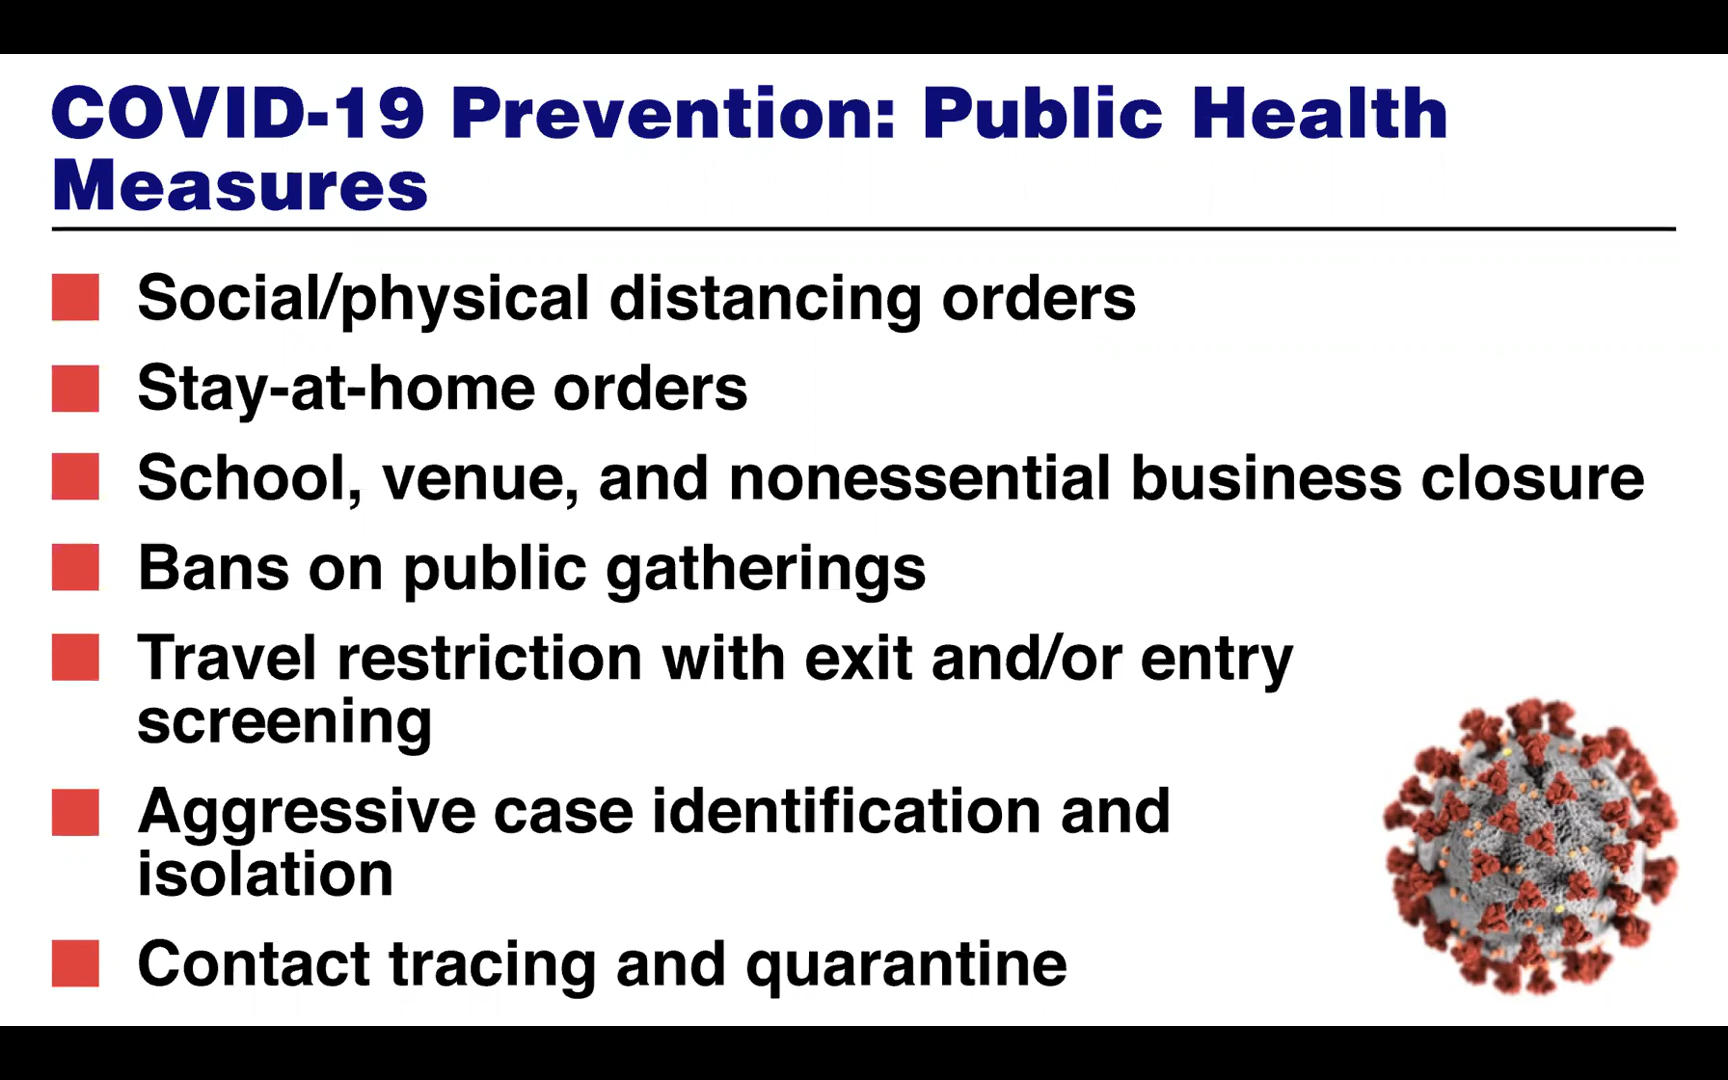 COVID-19 Prevention: Public Health
Measures
Social/physical distancing orders
Stay-at-home orders
School, venue, and nonessential business closure
Bans on public gatherings
Travel restriction with exit and/or entry
screening
Aggressive case identification and
isolation
Contact tracing and quarantine